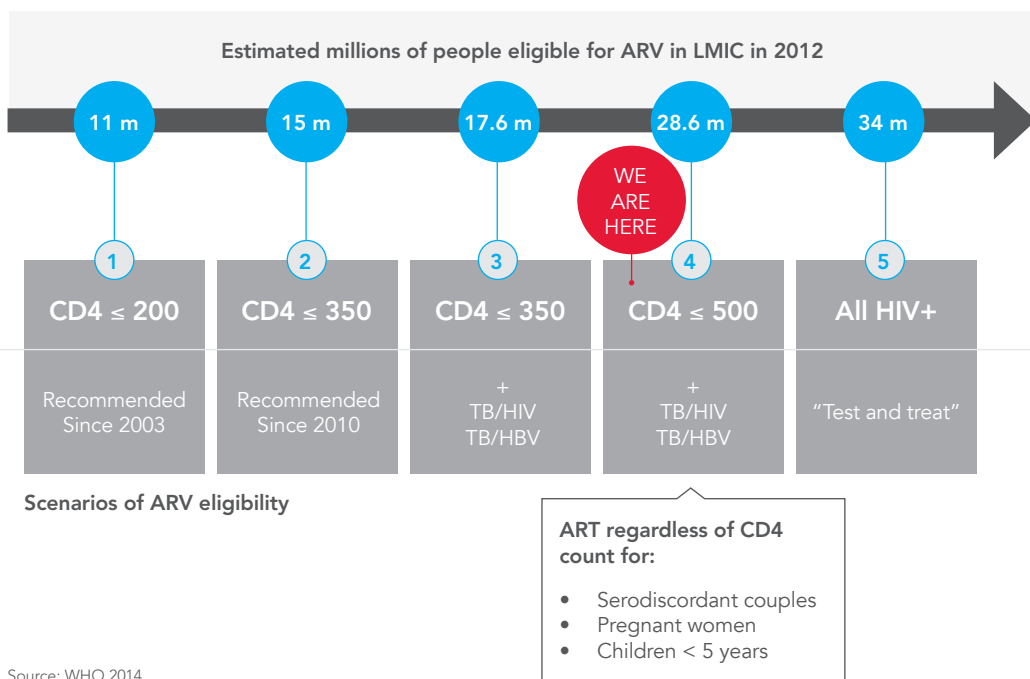 Estimated millions of people eligible for ARV in LMIC in 2012
11 m
15 m
17.6 m
28.6 m
34 m
WE
ARE
HERE
1
2
3
4
5
CD4 ≤ 200
CD4 ≤ 350
CD4 ≤ 350
CD4 ≤ 500
All HIV+
Recommended
Since 2003
Recommended
Since 2010
+
TB/HIV
TB/HBV
+
TB/HIV
TB/HBV
“Test and treat”
Scenarios of ARV eligibility
ART regardless of CD4
count for:
• Serodiscordant couples
• Pregnant women
• Children < 5 years
Source: WHO 2014